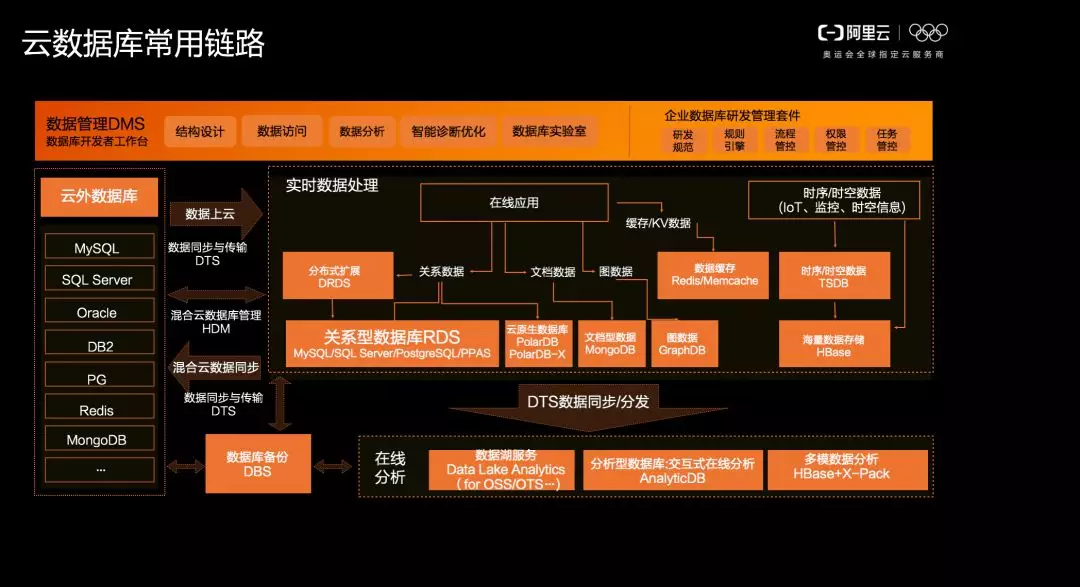 云数据库常用链路
阿里云
奥运会全球指定云服务商
数据管理DMS
数据库开发者工作台
结构设计
数据访问
数据分析
智能诊断优化
数据库实验室
企业数据库研发管理套件
研发
规范
规则
引擎
流程
管控
权限
管控
任务
管控
云外数据库
MySQL
SQL Server
Oracle
DB2
PG
Redis
MongoDB
...
数据上云
数据同步与传输
DTS
混合云数据库管理
HDM
混合云数据同步
数据同步与传输
DTS
实时数据处理
在线应用
时序/时空数据
(IoT、监控、时空信息)
缓存/KV数据
关系数据
文档数据
图数据
分布式扩展
DRDS
数据缓存
Redis/Memcache
时序/时空数据
TSDB
关系型数据库RDS
MySQL/SQL Server/PostgreSQL/PPAS
云原生数据库
PolarDB
PolarDB-X
文档型数据
MongoDB
图数据
GraphDB
海量数据存储
HBase
DTS数据同步/分发
数据库备份
DBS
在线
分析
数据湖服务
Data Lake Analytics
(for OSS/OTS…)
分析型数据库:交互式在线分析
AnalyticDB
多模数据分析
HBase+X-Pack